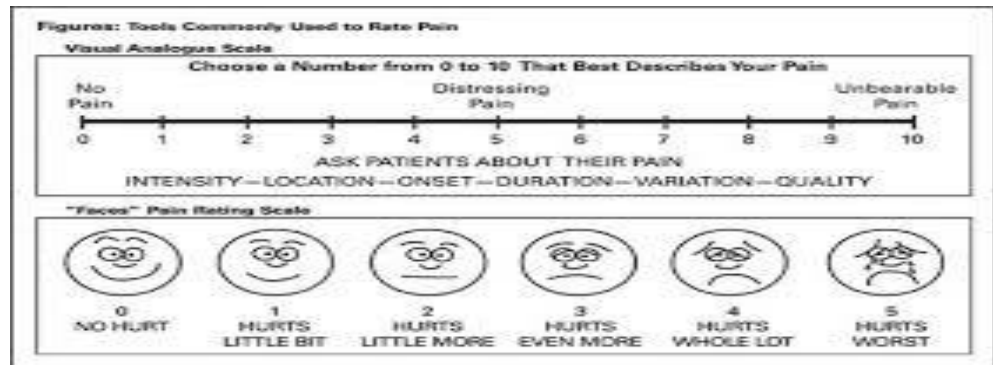 Figures: Tools Commonly Used to Rate Pain
Visual Analogue Scale
Choose a Number from 0 to 10 That Best Describes Your Pain
No Distressing Unbearable
Pain Pain Pain
0 1 2 3 4 5 6 7 8 9 10
ASK PATIENTS ABOUT THEIR PAIN
INTENSITY—LOCATION—ONSET—DURATION—VARIATION—QUALITY
"Faces" Pain Rating Scale
0 1 2 3 4 5
NO HURT HURTS HURTS HURTS HURTS HURTS
LITTLE BIT LITTLE MORE EVEN MORE WHOLE LOT WORST